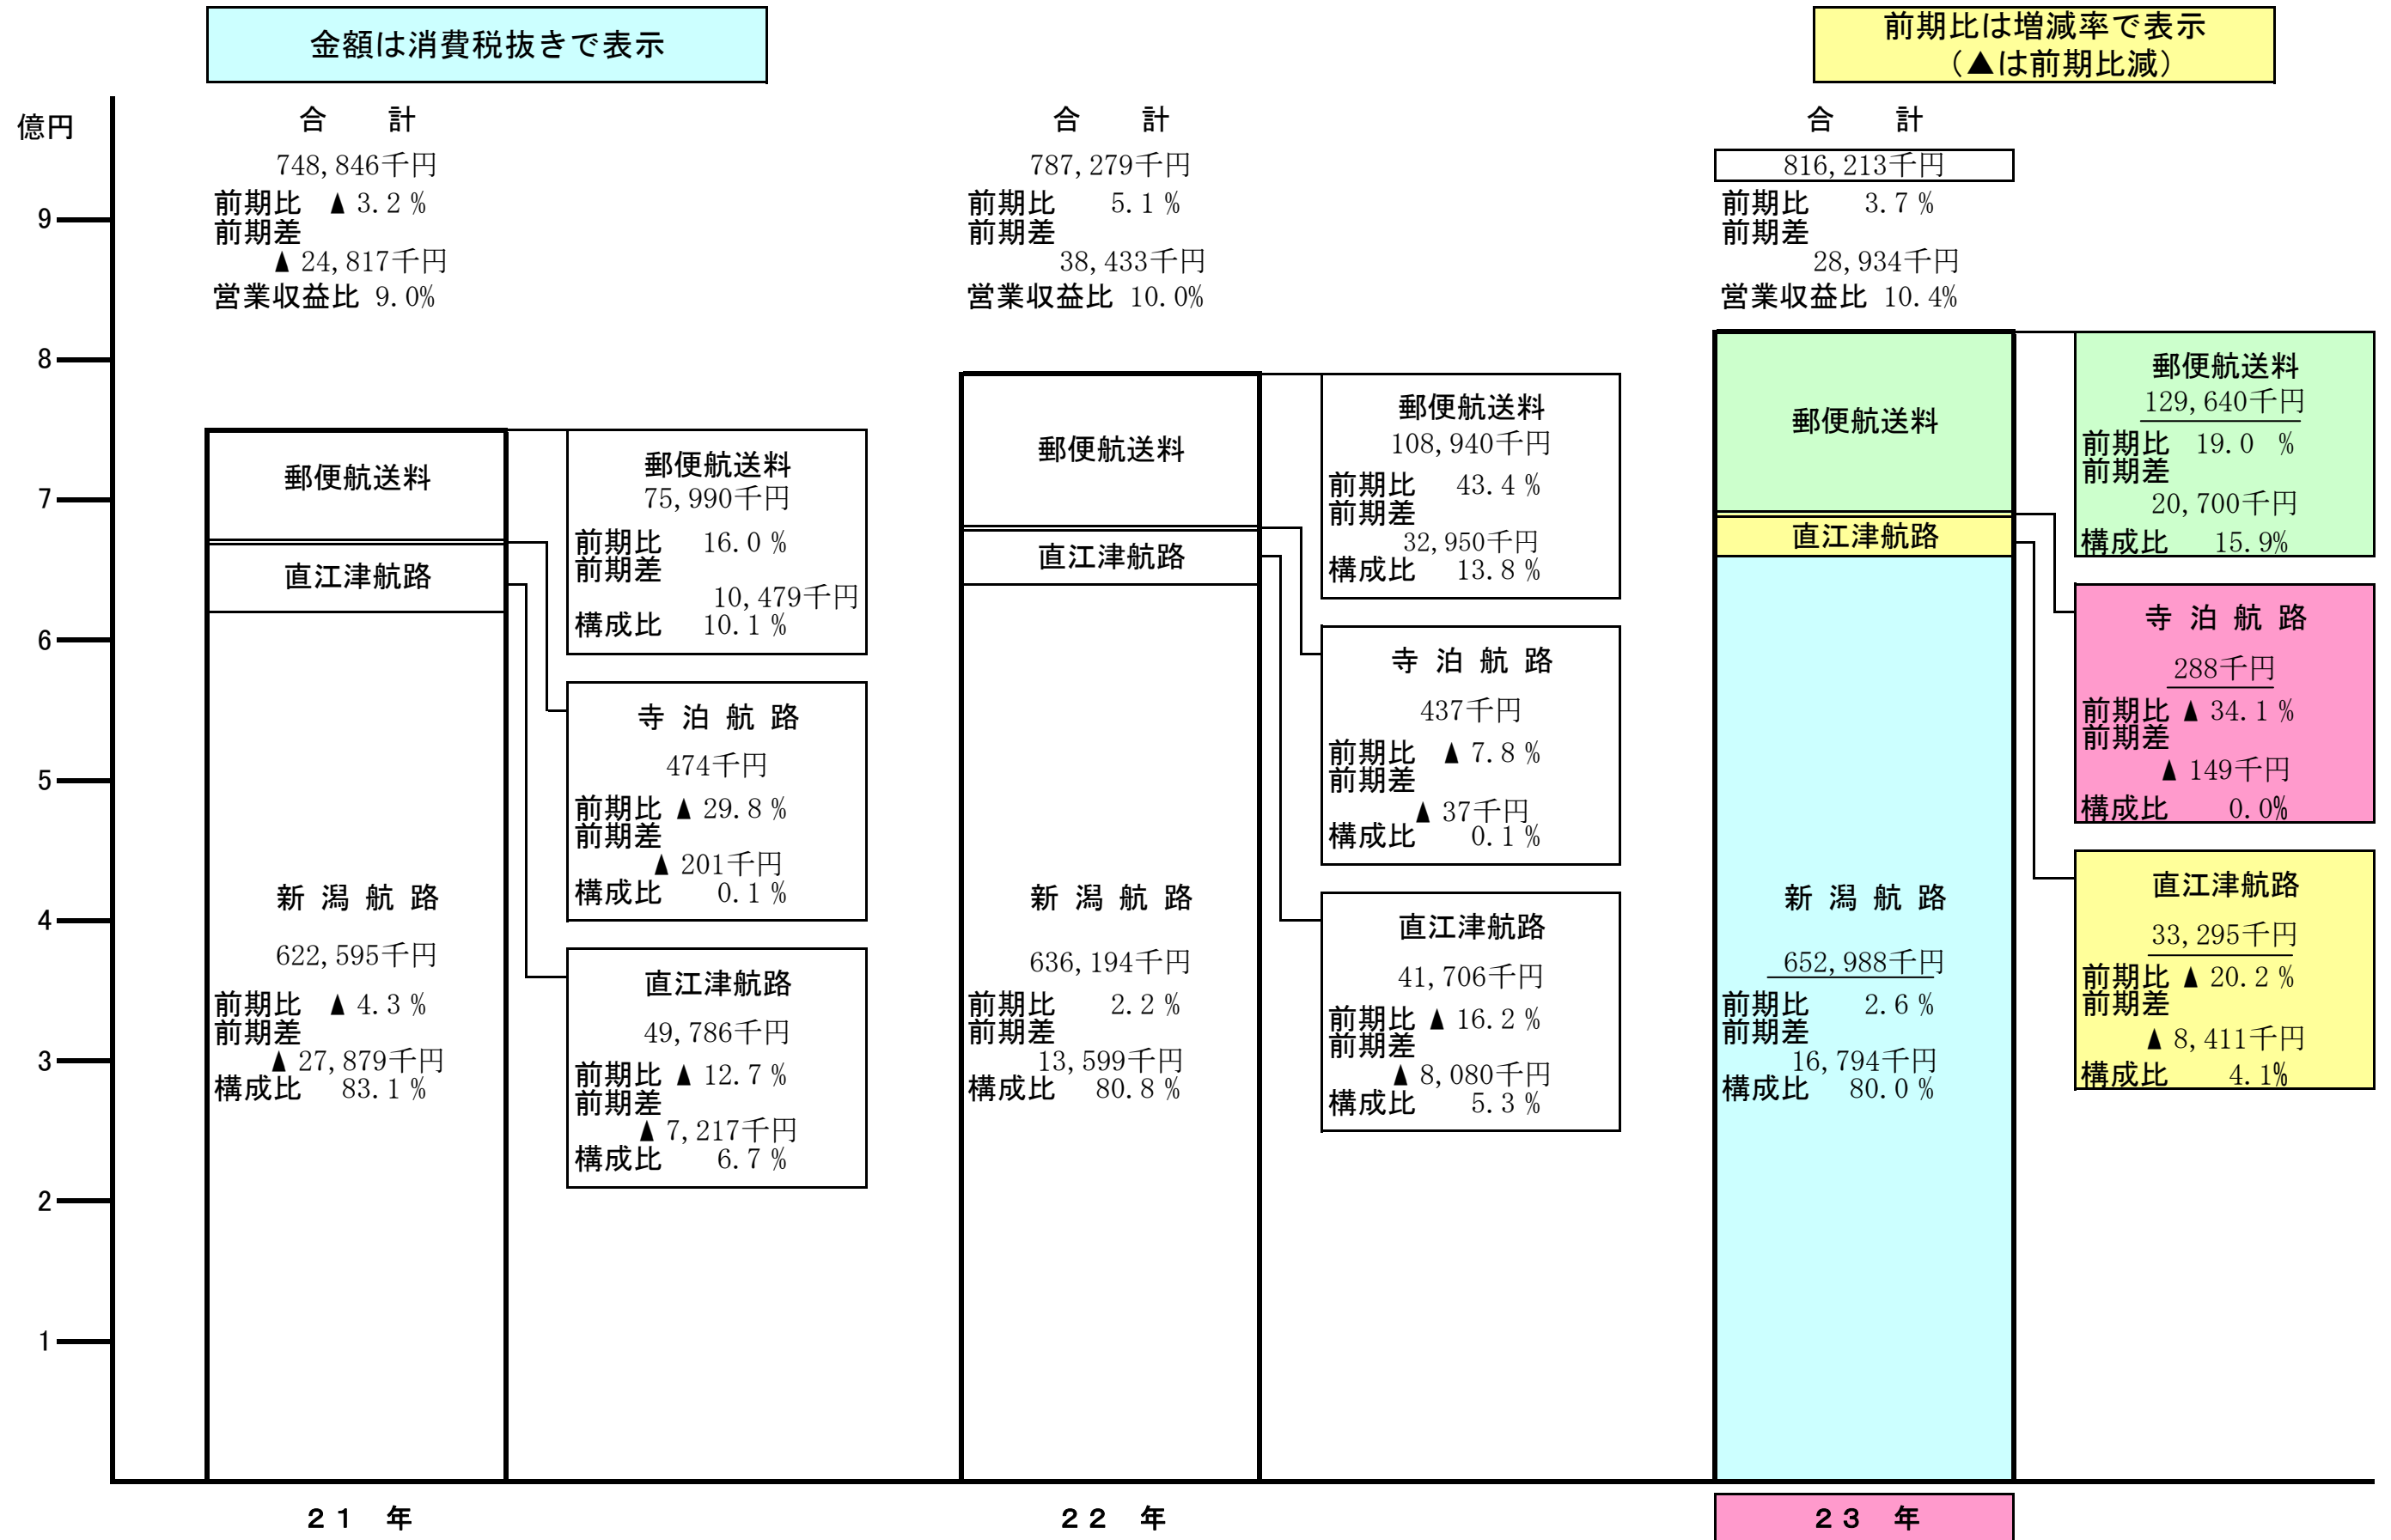 金額は消費税抜きで表示
前期比は増減率で表示
（▲は前期比減）
億円
9
8
7
6
5
4
3
2
1
合　計
748,846千円
前期比 ▲ 3.2 %
前期差
▲ 24,817千円
営業収益比 9.0%
郵便航送料
直江津航路
新 潟 航 路
622,595千円
前期比 ▲ 4.3 %
前期差
▲ 27,879千円
構成比 83.1 %
郵便航送料
75,990千円
前期比 16.0 %
前期差
10,479千円
構成比 10.1 %
寺 泊 航 路
474千円
前期比 ▲ 29.8 %
前期差
▲ 201千円
構成比 0.1 %
直江津航路
49,786千円
前期比 ▲ 12.7 %
前期差
▲ 7,217千円
構成比 6.7 %
２１　年
合　計
787,279千円
前期比 5.1 %
前期差
38,433千円
営業収益比 10.0%
郵便航送料
直江津航路
新 潟 航 路
636,194千円
前期比 2.2 %
前期差
13,599千円
構成比 80.8 %
郵便航送料
108,940千円
前期比 43.4 %
前期差
32,950千円
構成比 13.8 %
寺 泊 航 路
437千円
前期比 ▲ 7.8 %
前期差
▲ 37千円
構成比 0.1 %
直江津航路
41,706千円
前期比 ▲ 16.2 %
前期差
▲ 8,080千円
構成比 5.3 %
２２　年
合　計
816,213千円
前期比 3.7 %
前期差
28,934千円
営業収益比 10.4%
郵便航送料
直江津航路
新 潟 航 路
652,988千円
前期比 2.6 %
前期差
16,794千円
構成比 80.0 %
郵便航送料
129,640千円
前期比 19.0 %
前期差
20,700千円
構成比 15.9%
寺 泊 航 路
288千円
前期比 ▲ 34.1 %
前期差
▲ 149千円
構成比 0.0%
直江津航路
33,295千円
前期比 ▲ 20.2 %
前期差
▲ 8,411千円
構成比 4.1%
２３　年